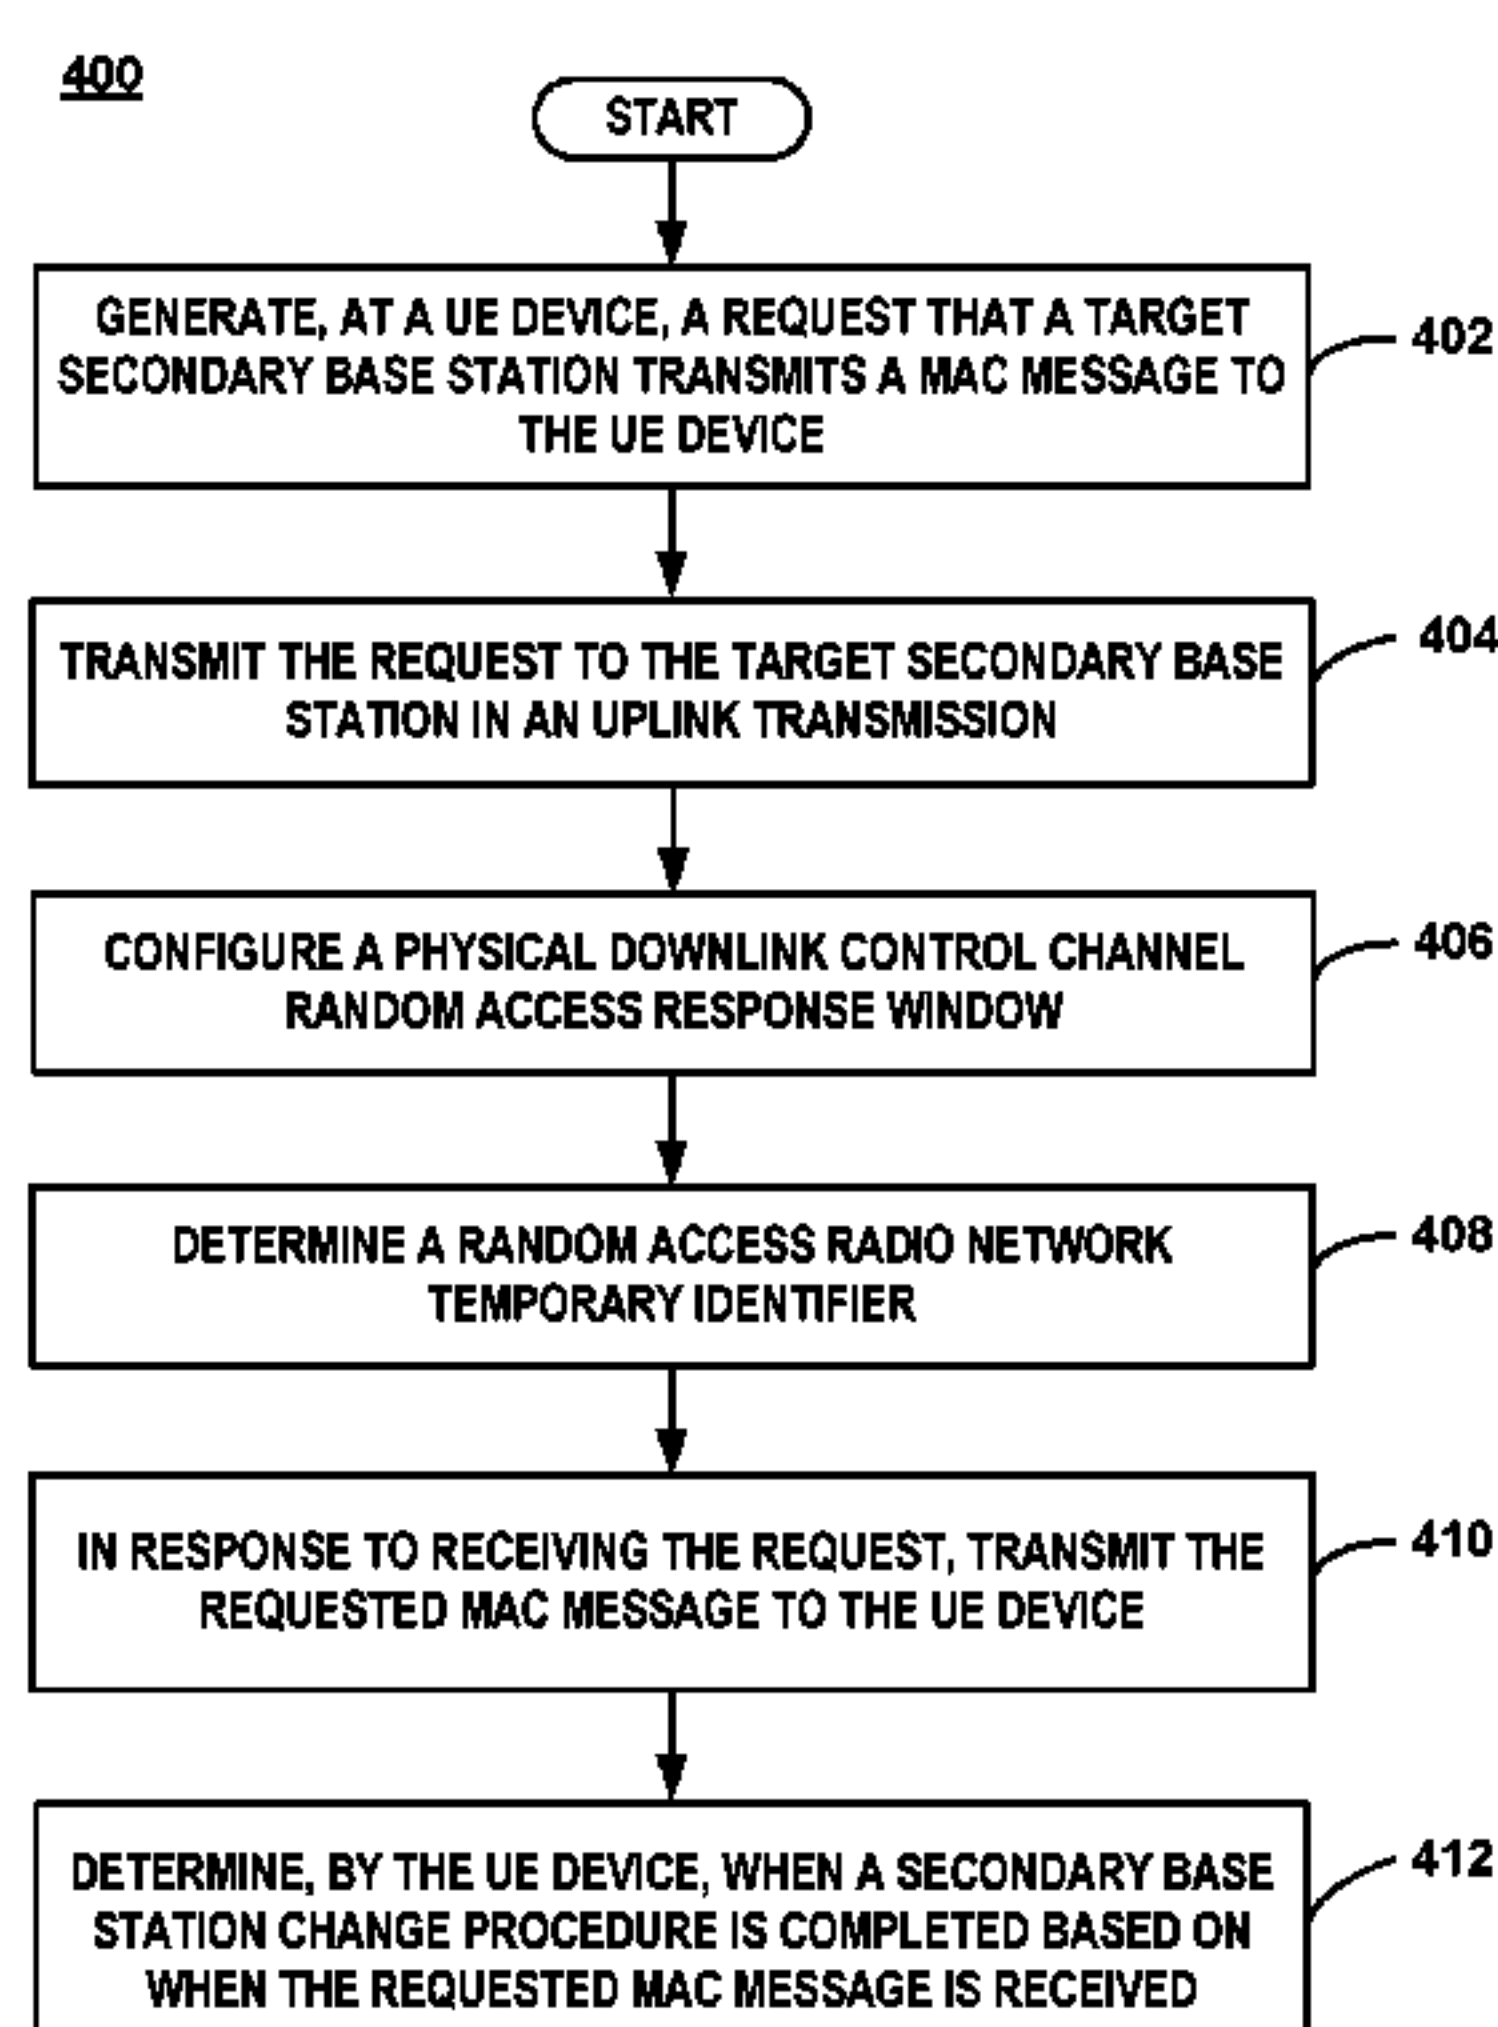 400
START
GENERATE, AT A UE DEVICE, A REQUEST THAT A TARGET
SECONDARY BASE STATION TRANSMITS A MAC MESSAGE TO
THE UE DEVICE
402
TRANSMIT THE REQUEST TO THE TARGET SECONDARY BASE
STATION IN AN UPLINK TRANSMISSION
404
CONFIGURE A PHYSICAL DOWNLINK CONTROL CHANNEL
RANDOM ACCESS RESPONSE WINDOW
406
DETERMINE A RANDOM ACCESS RADIO NETWORK
TEMPORARY IDENTIFIER
408
IN RESPONSE TO RECEIVING THE REQUEST, TRANSMIT THE
REQUESTED MAC MESSAGE TO THE UE DEVICE
410
DETERMINE, BY THE UE DEVICE, WHEN A SECONDARY BASE
STATION CHANGE PROCEDURE IS COMPLETED BASED ON
WHEN THE REQUESTED MAC MESSAGE IS RECEIVED
412